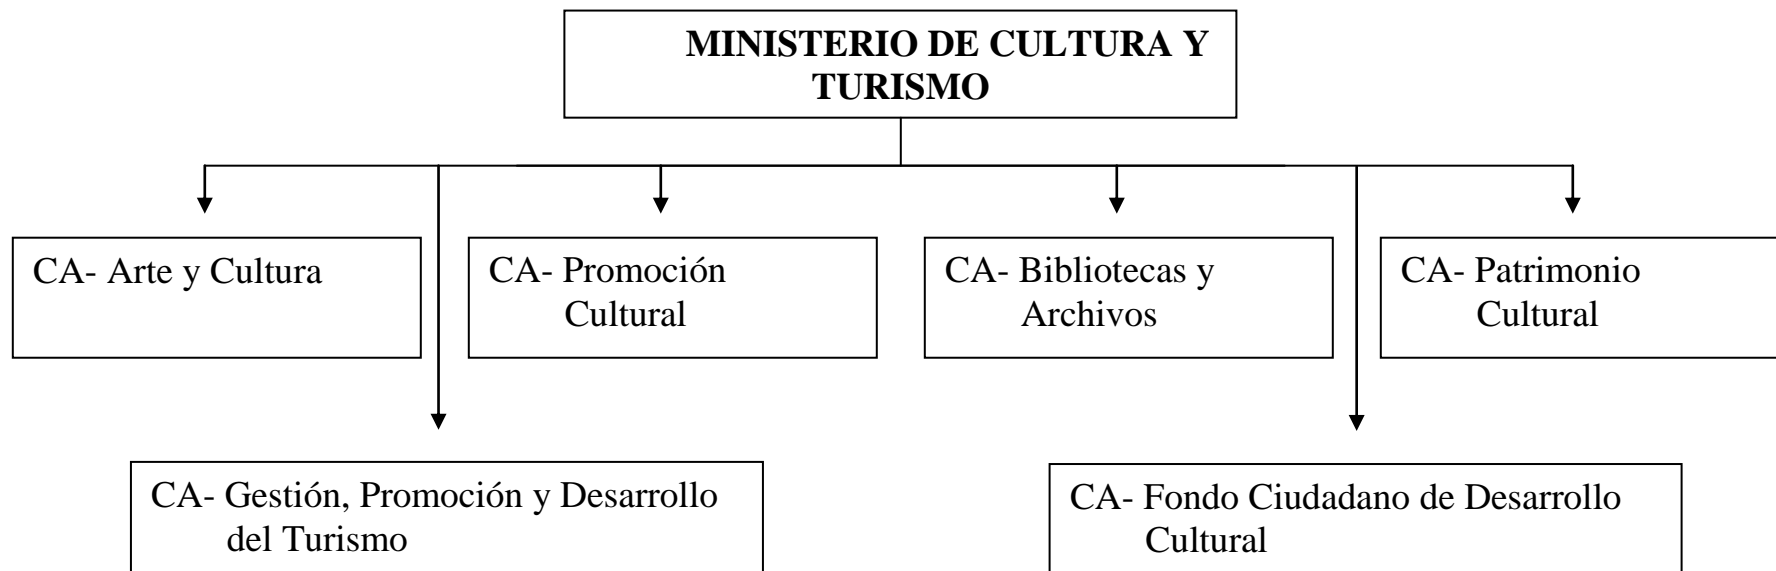 MINISTERIO DE CULTURA Y
TURISMO
CA- Arte y Cultura
CA- Promoción
Cultural
CA- Bibliotecas y
Archivos
CA- Patrimonio
Cultural
CA- Gestión, Promoción y Desarrollo
del Turismo
CA- Fondo Ciudadano de Desarrollo
Cultural